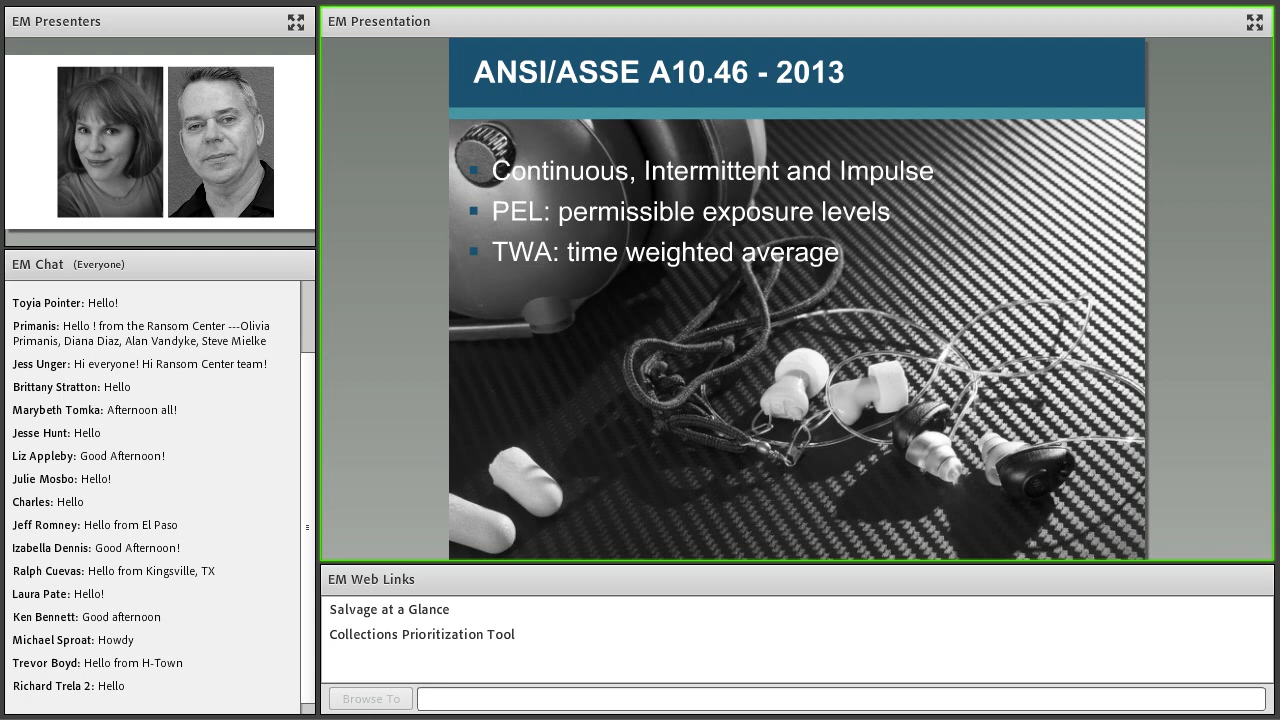 EM Presenters
EM Chat (Everyone)
Toyia Pointer: Hello!
Primanis: Hello ! from the Ransom Center ---Olivia
Primanis, Diana Diaz, Alan Vandyke, Steve Mielke
Jess Unger: Hi everyone! Hi Ransom Center team!
Brittany Stratton: Hello
Marybeth Tomka: Afternoon all!
Jesse Hunt: Hello
Liz Appleby: Good Afternoon!
Julie Mosbo: Hello!
Charles: Hello
Jeff Romney: Hello from El Paso
Izabella Dennis: Good Afternoon!
Ralph Cuevas: Hello from Kingsville, TX
Laura Pate: Hello!
Ken Bennett: Good afternoon
Michael Sproat: Howdy
Trevor Boyd: Hello from H-Town
Richard Trela 2: Hello
EM Presentation
ANSI/ASSE A10.46 - 2013
Continuous, Intermittent and Impulse
PEL: permissible exposure levels
TWA: time weighted average
EM Web Links
Salvage at a Glance
Collections Prioritization Tool
Browse To